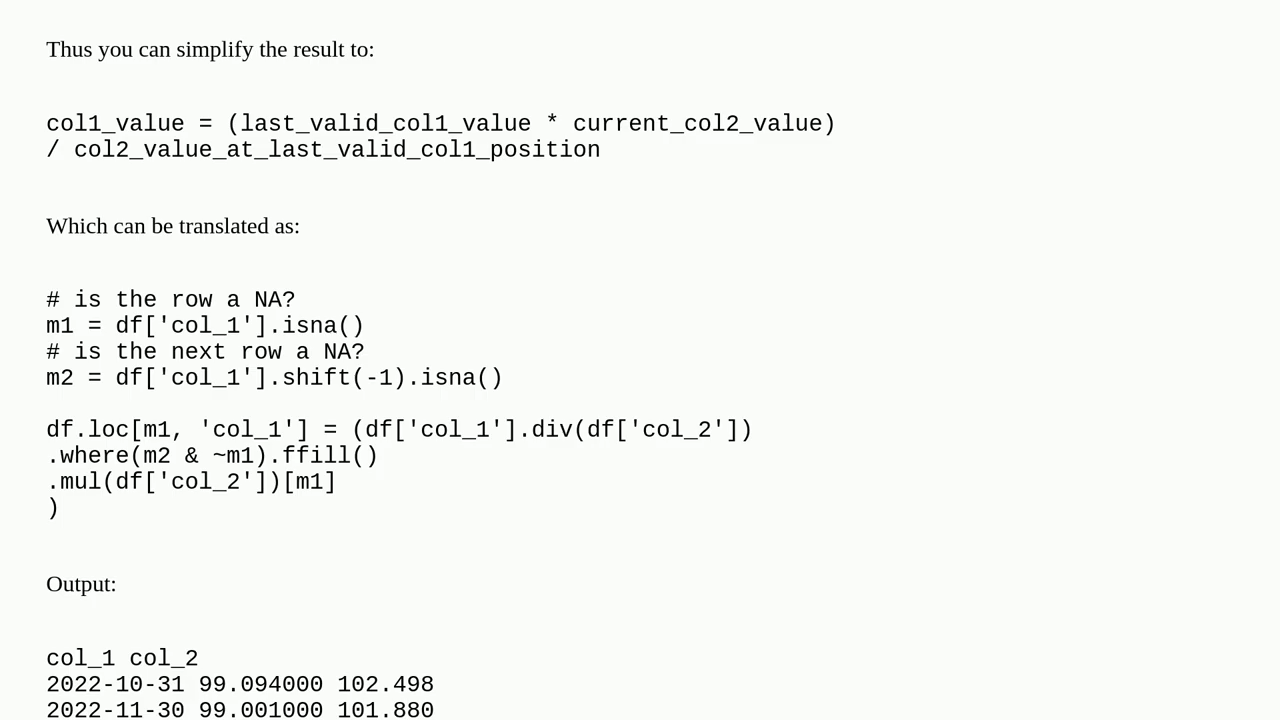 Thus you can simplify the result to:
col1_value = (last_valid_col1_value * current_col2_value)
/ col2_value_at_last_valid_col1_position
Which can be translated as:
# is the row a NA?
m1 = df['col_1'].isna()
# is the next row a NA?
m2 = df['col_1'].shift(-1).isna()
df.loc[m1, 'col_1'] = (df['col_1'].div(df['col_2'])
.where(m2 & ~m1).ffill()
.mul(df['col_2'])[m1]
)
Output:
col_1 col_2
2022-10-31 99.094000 102.498
2022-11-30 99.001000 101.880